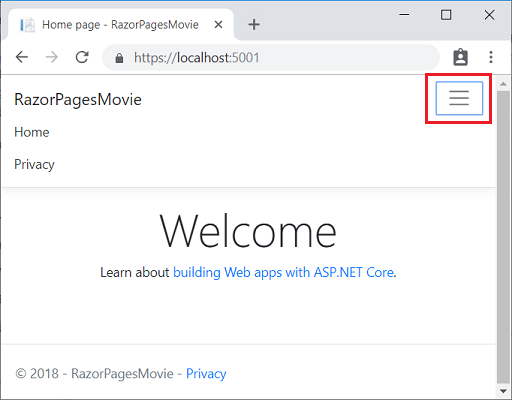 Home page - RazorPagesMovie
https://localhost:5001
RazorPagesMovie
Home
Privacy
Welcome
Learn about building Web apps with ASP.NET Core.
© 2018 - RazorPagesMovie - Privacy